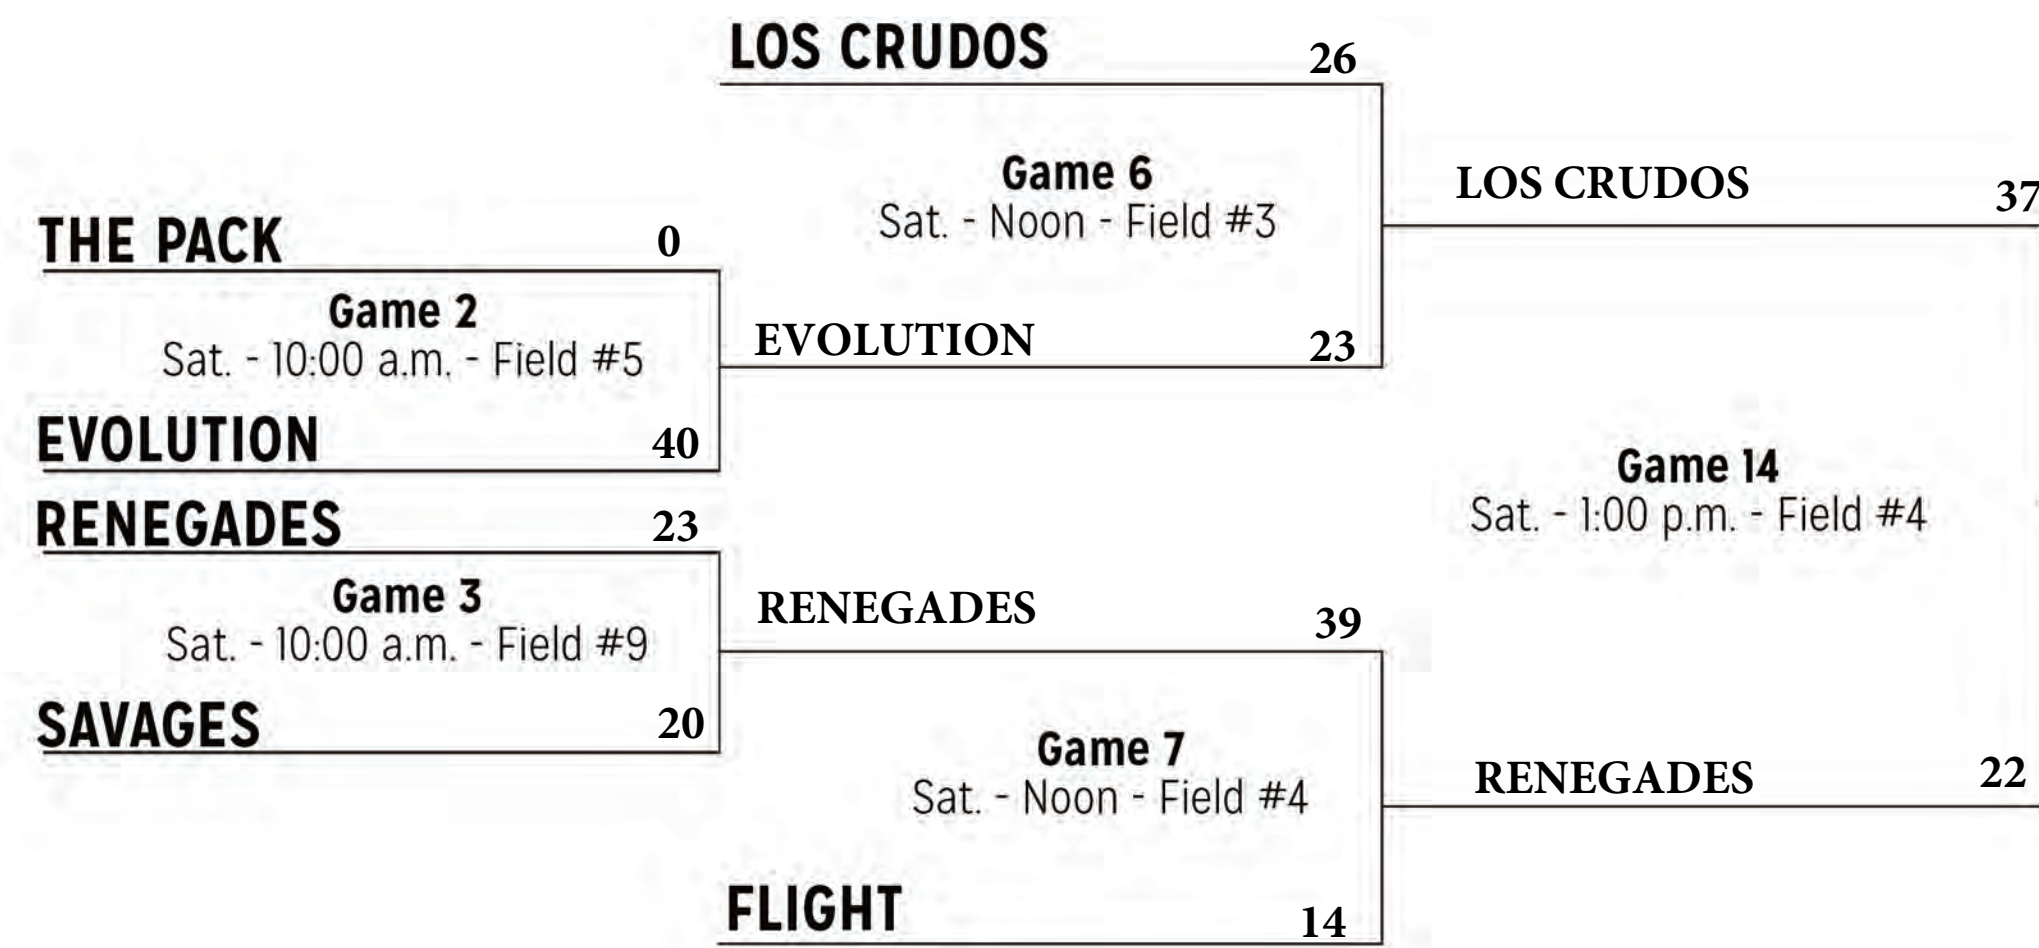 LOS CRUDOS 26
Game 6
Sat. - Noon - Field #3
LOS CRUDOS 37
THE PACK 0
Game 2
Sat. - 10:00 a.m. - Field #5
EVOLUTION 23
EVOLUTION 40
Game 14
Sat. - 1:00 p.m. - Field #4
RENEGADES 23
Game 3
Sat. - 10:00 a.m. - Field #9
RENEGADES 39
SAVAGES 20
Game 7
Sat. - Noon - Field #4
RENEGADES 22
FLIGHT 14